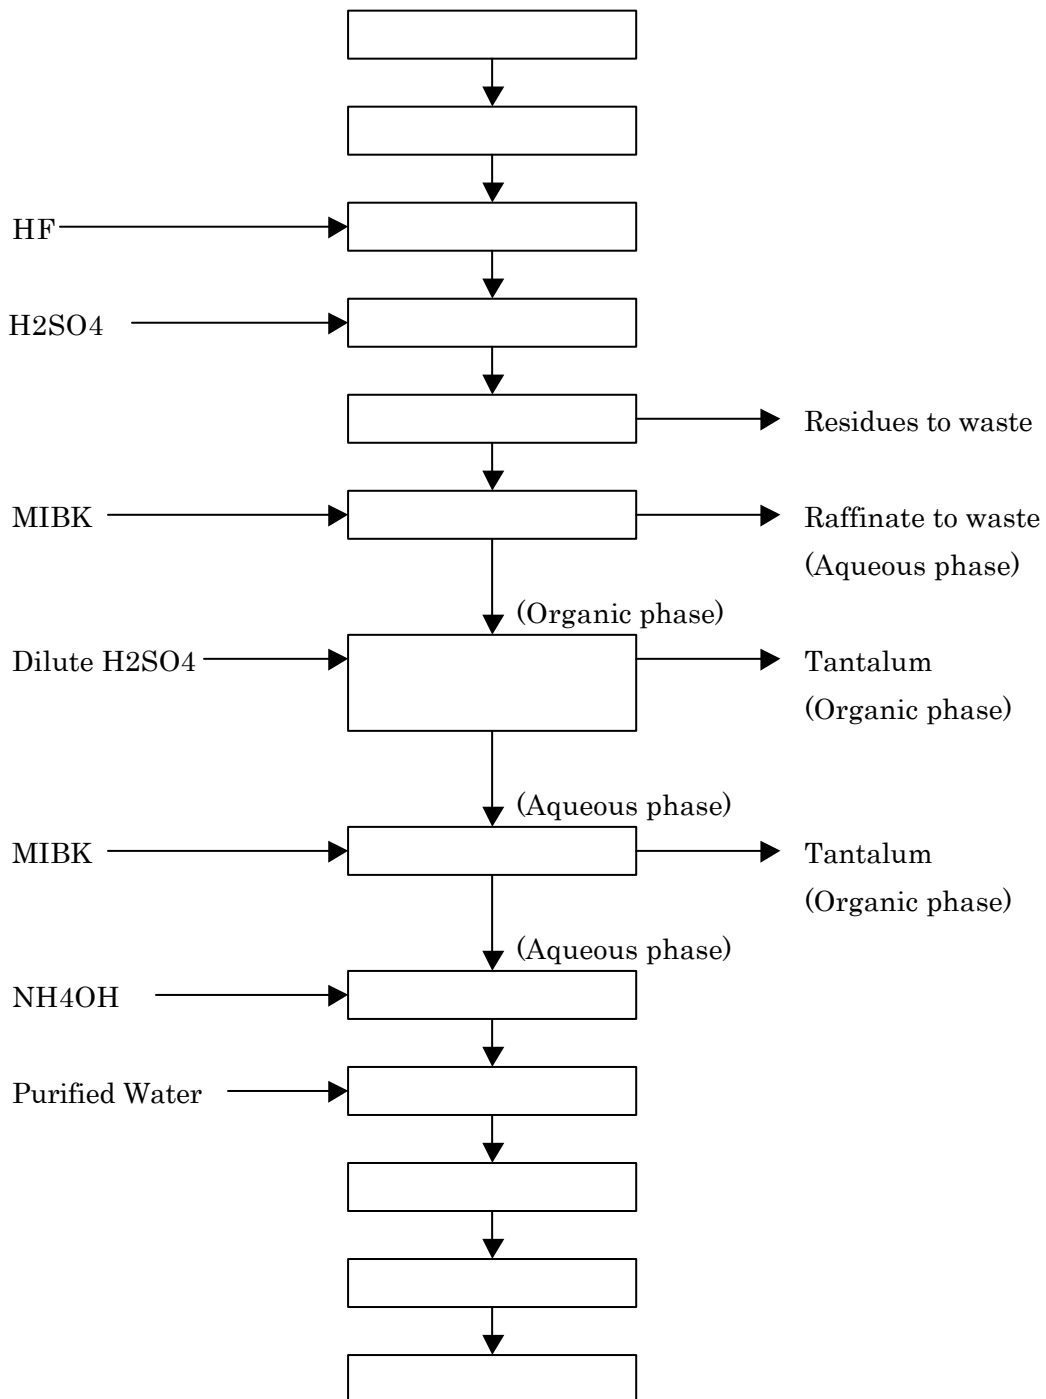 HF
H2SO4
Residues to waste
MIBK
Raffinate to waste
(Aqueous phase)
(Organic phase)
Dilute H2SO4
Tantalum
(Organic phase)
(Aqueous phase)
MIBK
Tantalum
(Organic phase)
(Aqueous phase)
NH4OH
Purified Water